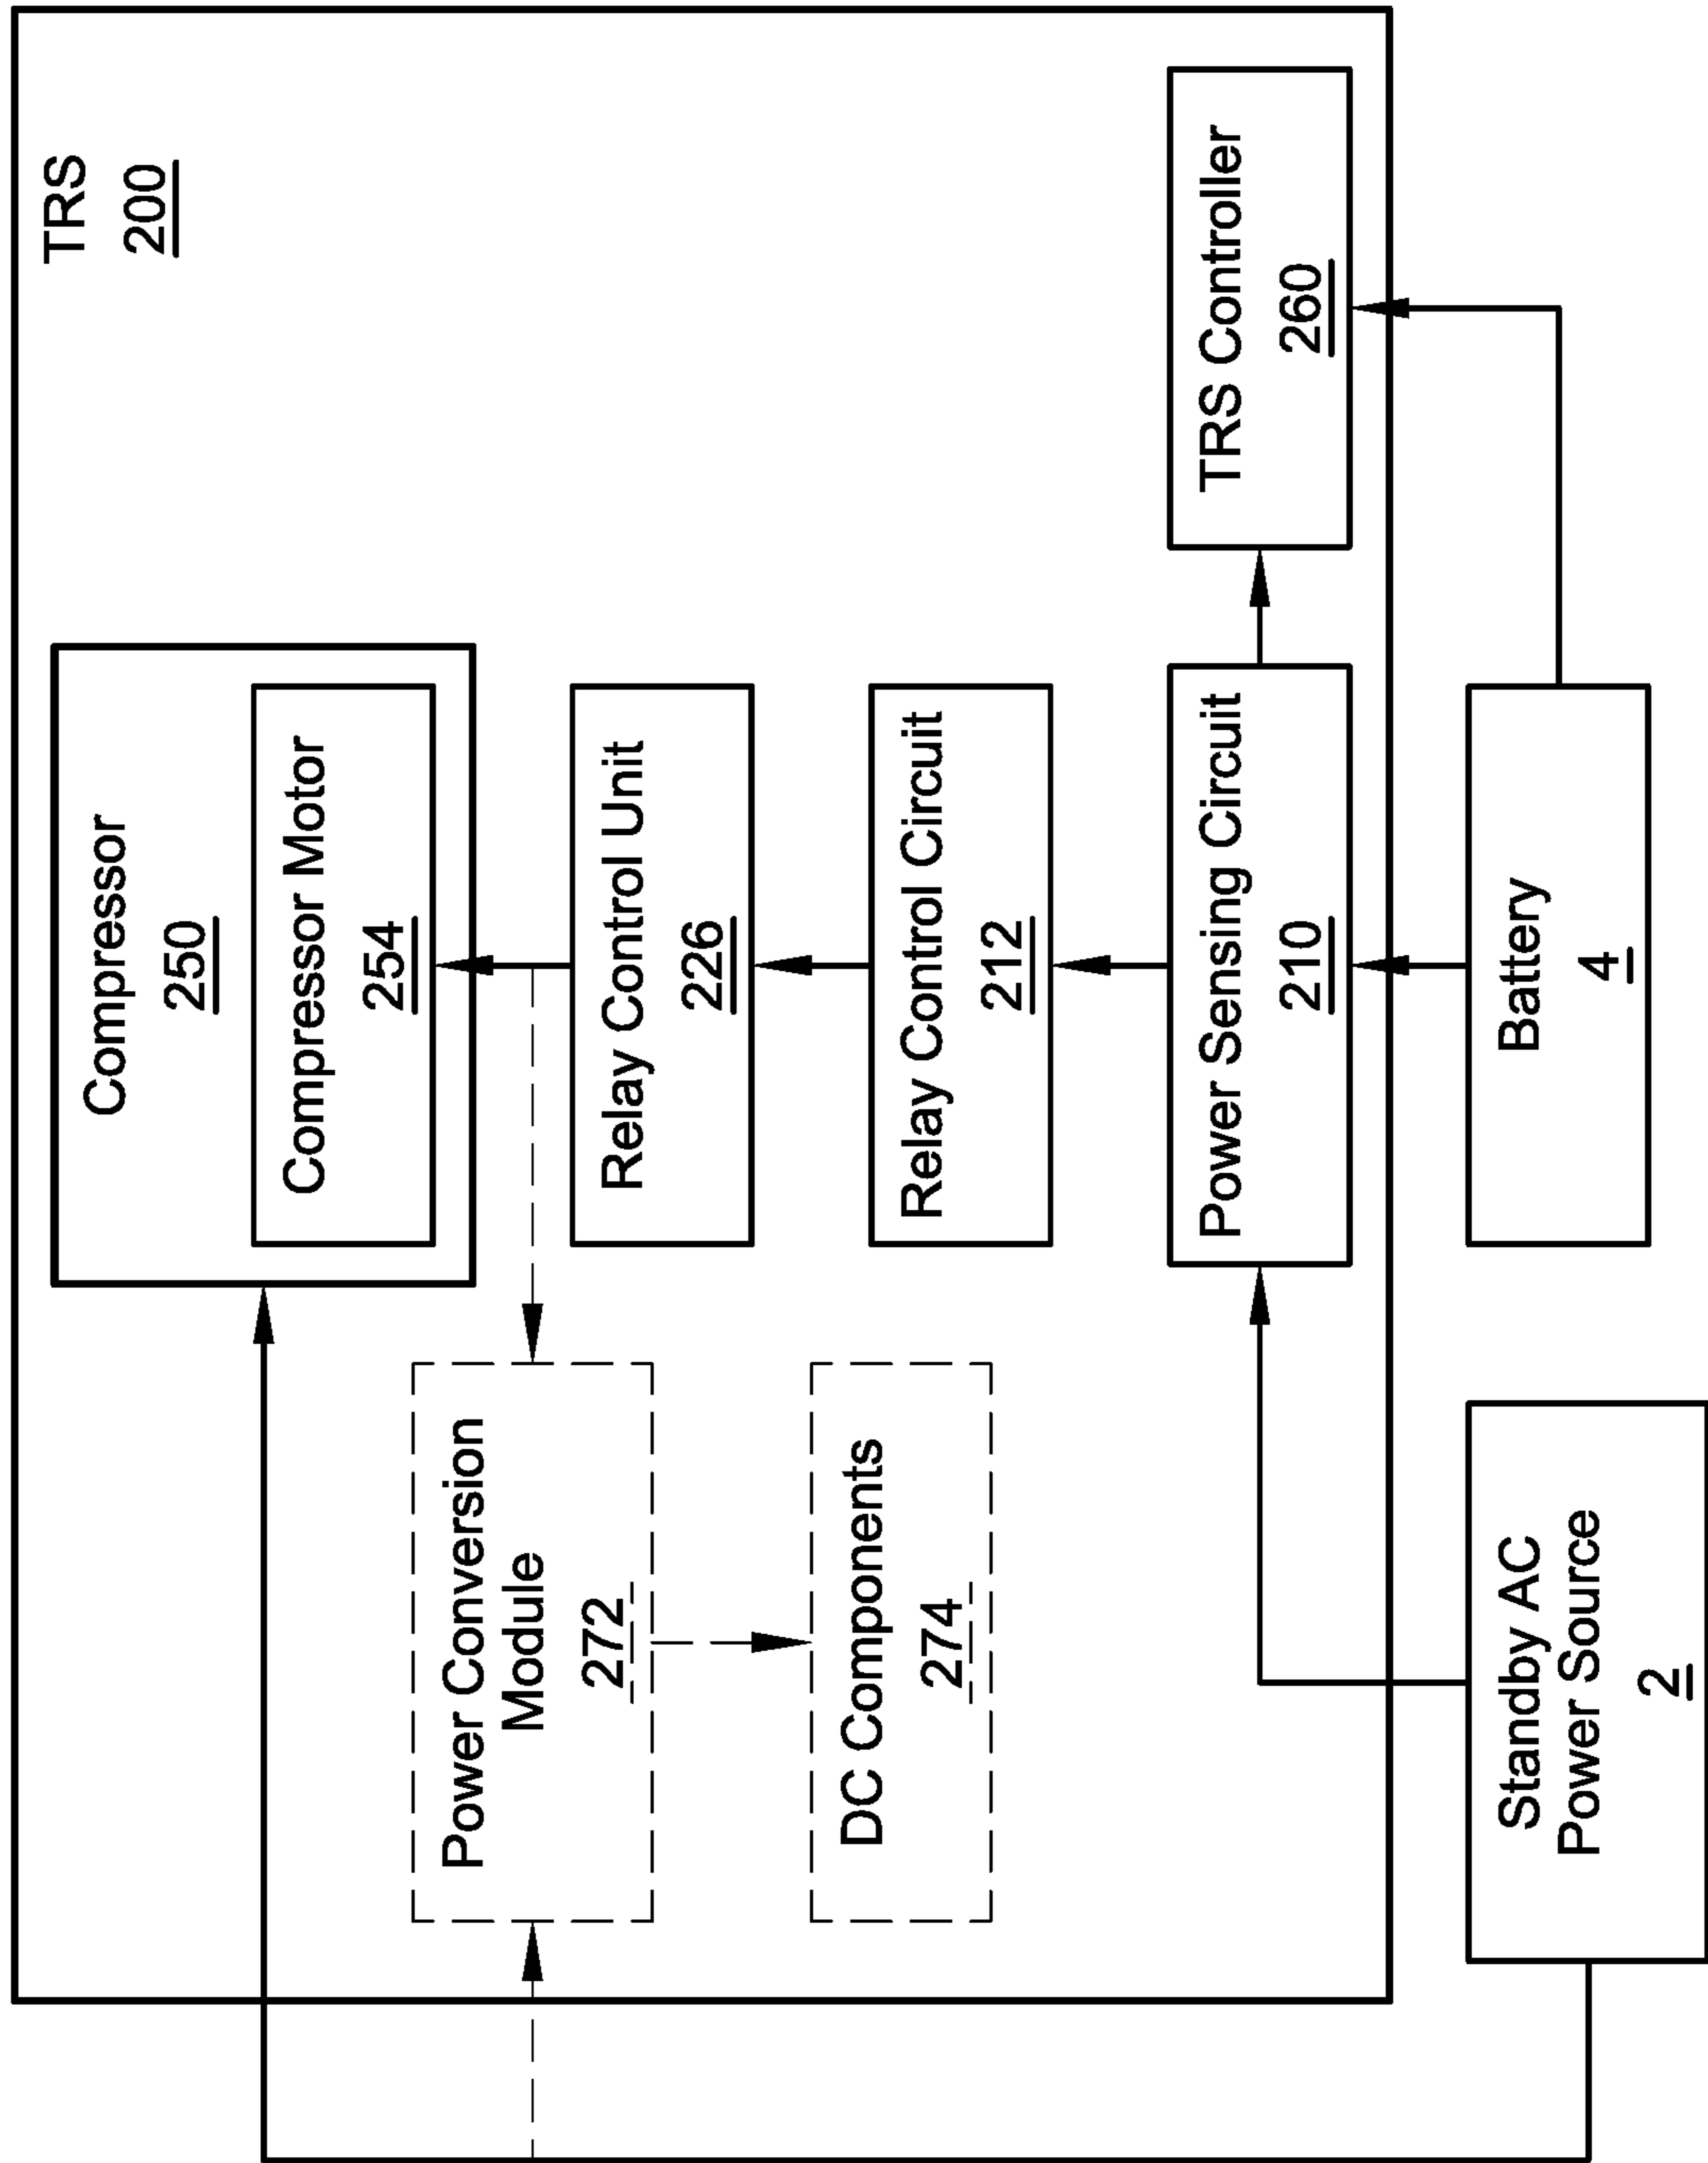 TRS
200
Compressor
250
Compressor Motor
254
Power Conversion
Module
272
Relay Control Unit
226
DC Components
274
Relay Control Circuit
212
Power Sensing Circuit
210
TRS Controller
260
Standby AC
Power Source
2
Battery
4